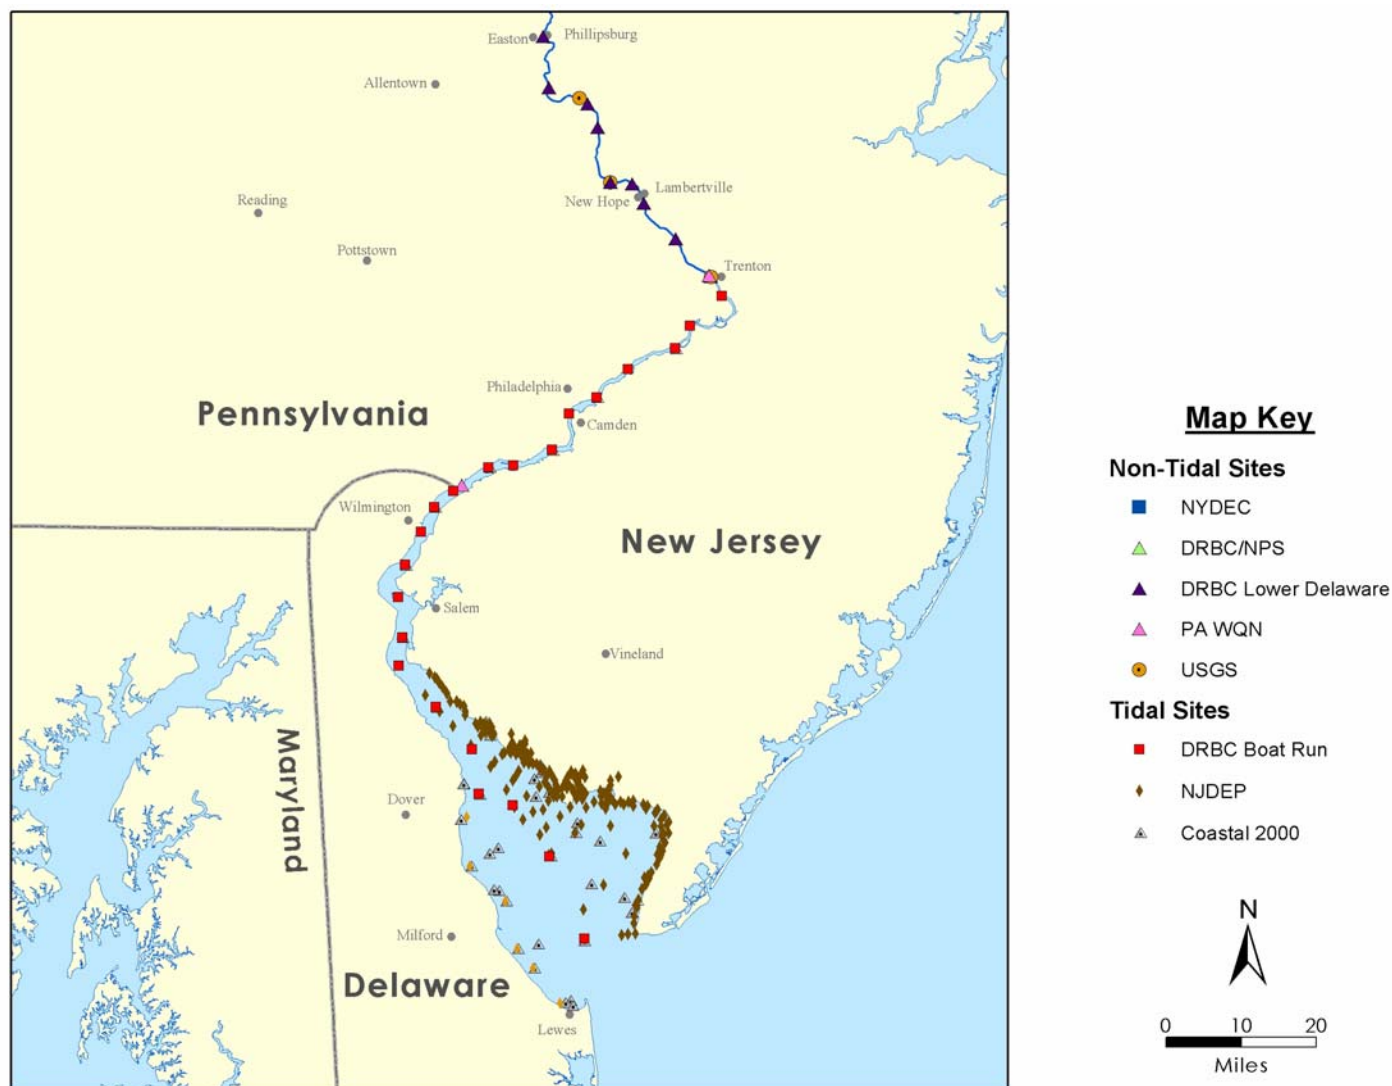 Easton
Phillipsburg
Allentown
Lambertville
New Hope
Reading
Pottstown
Trenton
Philadelphia
Pennsylvania
Camden
Wilmington
New Jersey
Salem
Vineland
Maryland
Dover
Milford
Delaware
Lewes
Map Key
Non-Tidal Sites
NYDEC
DRBC/NPS
DRBC Lower Delaware
PA WQN
USGS
Tidal Sites
DRBC Boat Run
NJDEP
Coastal 2000
N
0 10 20
Miles